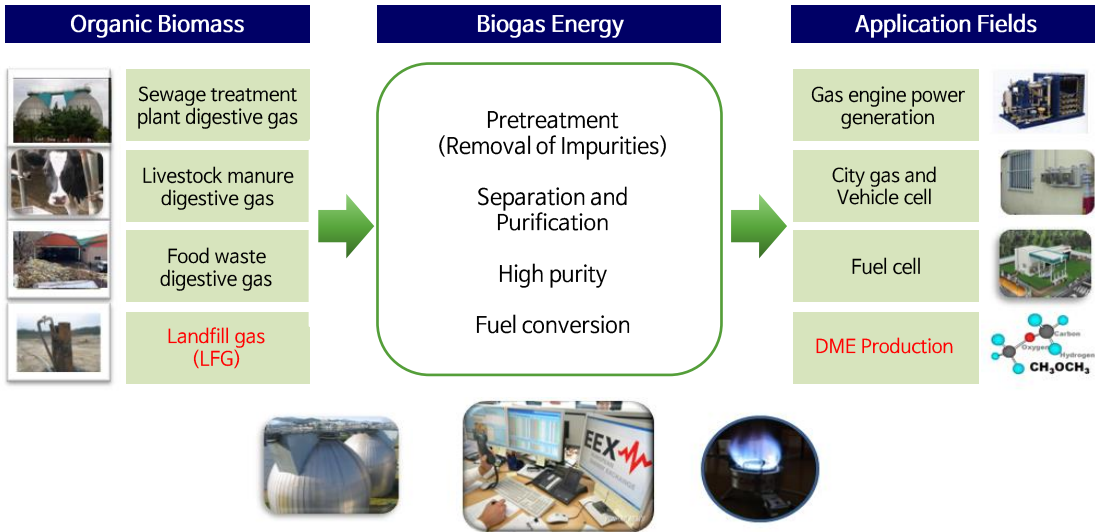 Organic Biomass
Biogas Energy
Application Fields
Sewage treatment
plant digestive gas
Livestock manure
digestive gas
Food waste
digestive gas
Landfill gas
(LFG)
Pretreatment
(Removal of Impurities)
Separation and
Purification
High purity
Fuel conversion
Gas engine power
generation
City gas and
Vehicle cell
Fuel cell
DME Production
Carbon
Oxygen
Hydrogen
CH₃OCH₃
EEX
EXCHANGE